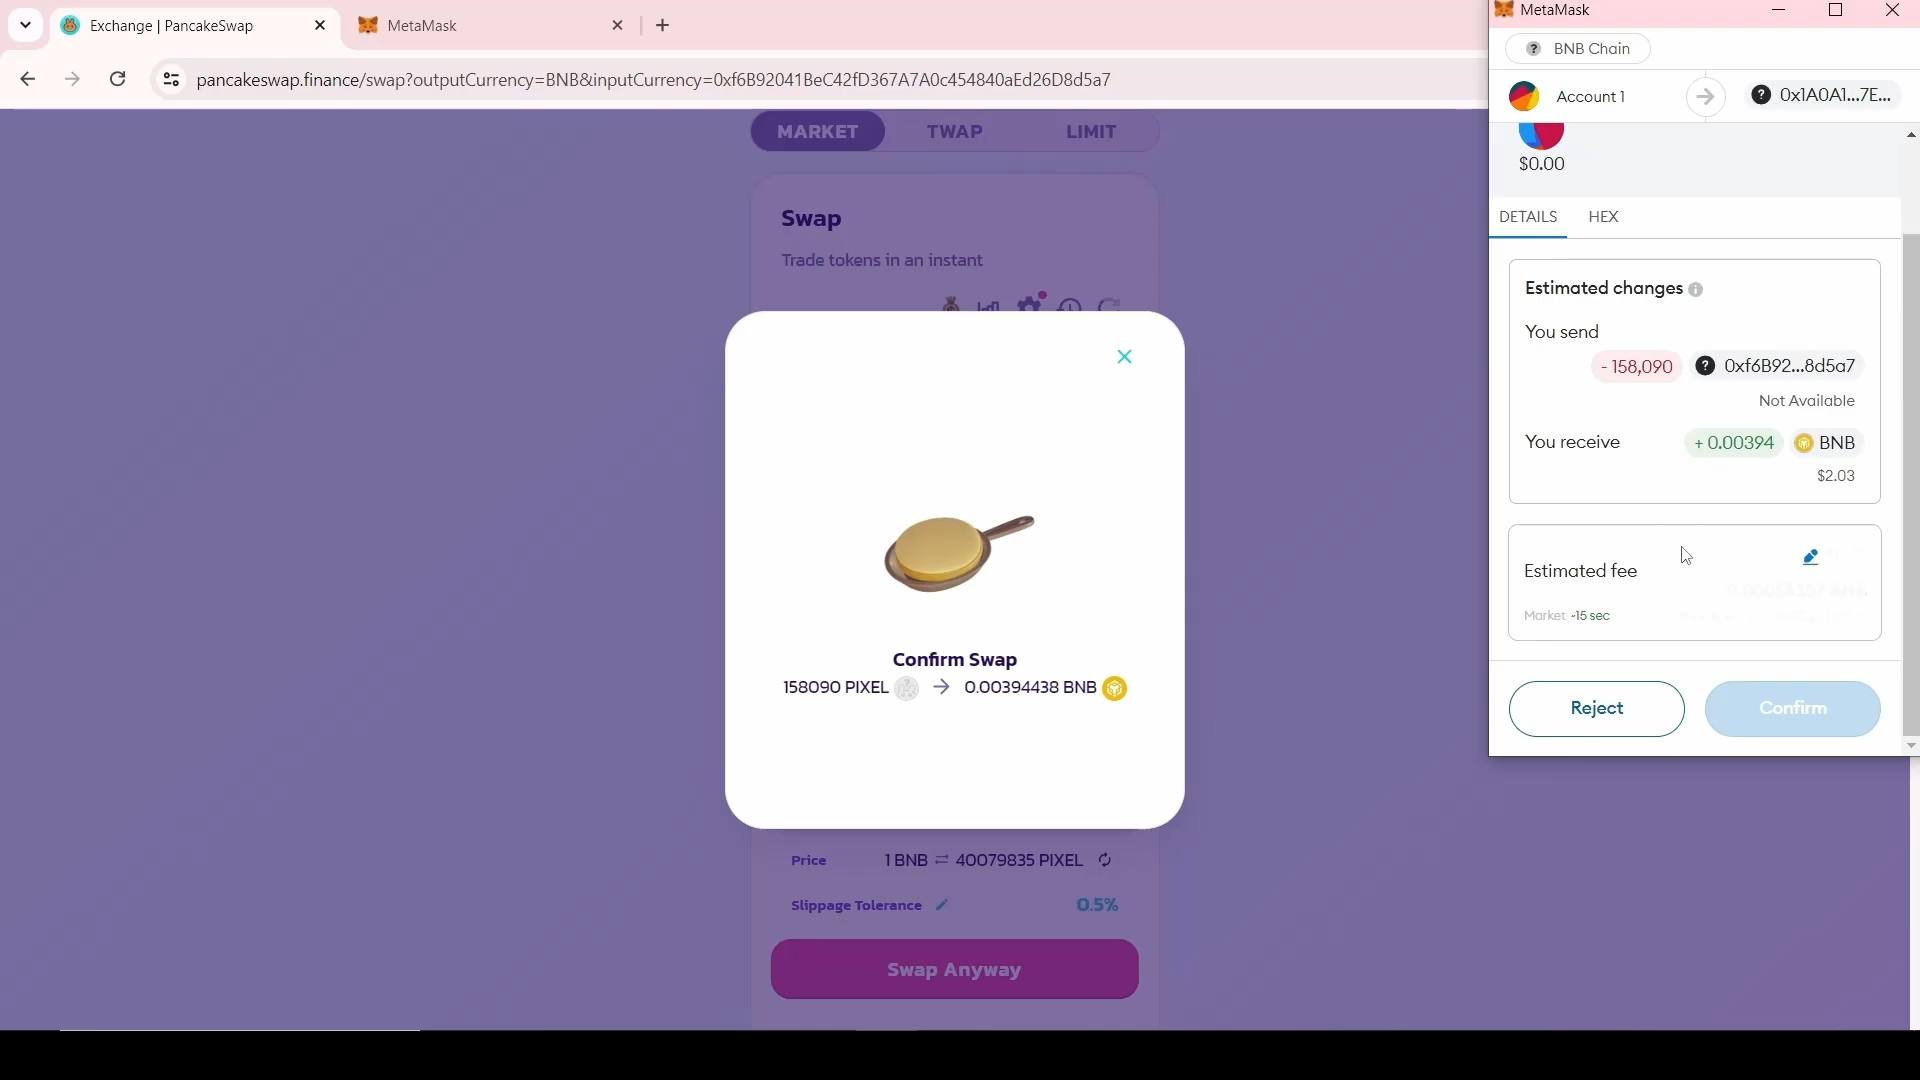 Exchange | PancakeSwap
MetaMask
pancakeswap.finance/swap?outputCurrency=BNB&inputCurrency=0xf6B92041BeC42fD367A7A0c454840aEd26D8d5a7
MARKET TWAP LIMIT
Swap
Trade tokens in an instant
Confirm Swap
158090 PIXEL → 0.00394438 BNB
Price 1 BNB ⇄ 40079835 PIXEL
Slippage Tolerance 0.5%
Swap Anyway
MetaMask
BNB Chain
Account 1 0x1A0A1...7E...
$0.00
DETAILS HEX
Estimated changes
You send
- 158,090 0xf6B92...8d5a7
Not Available
You receive + 0.00394 BNB
$2.03
Estimated fee
Market ~15 sec
Reject Confirm